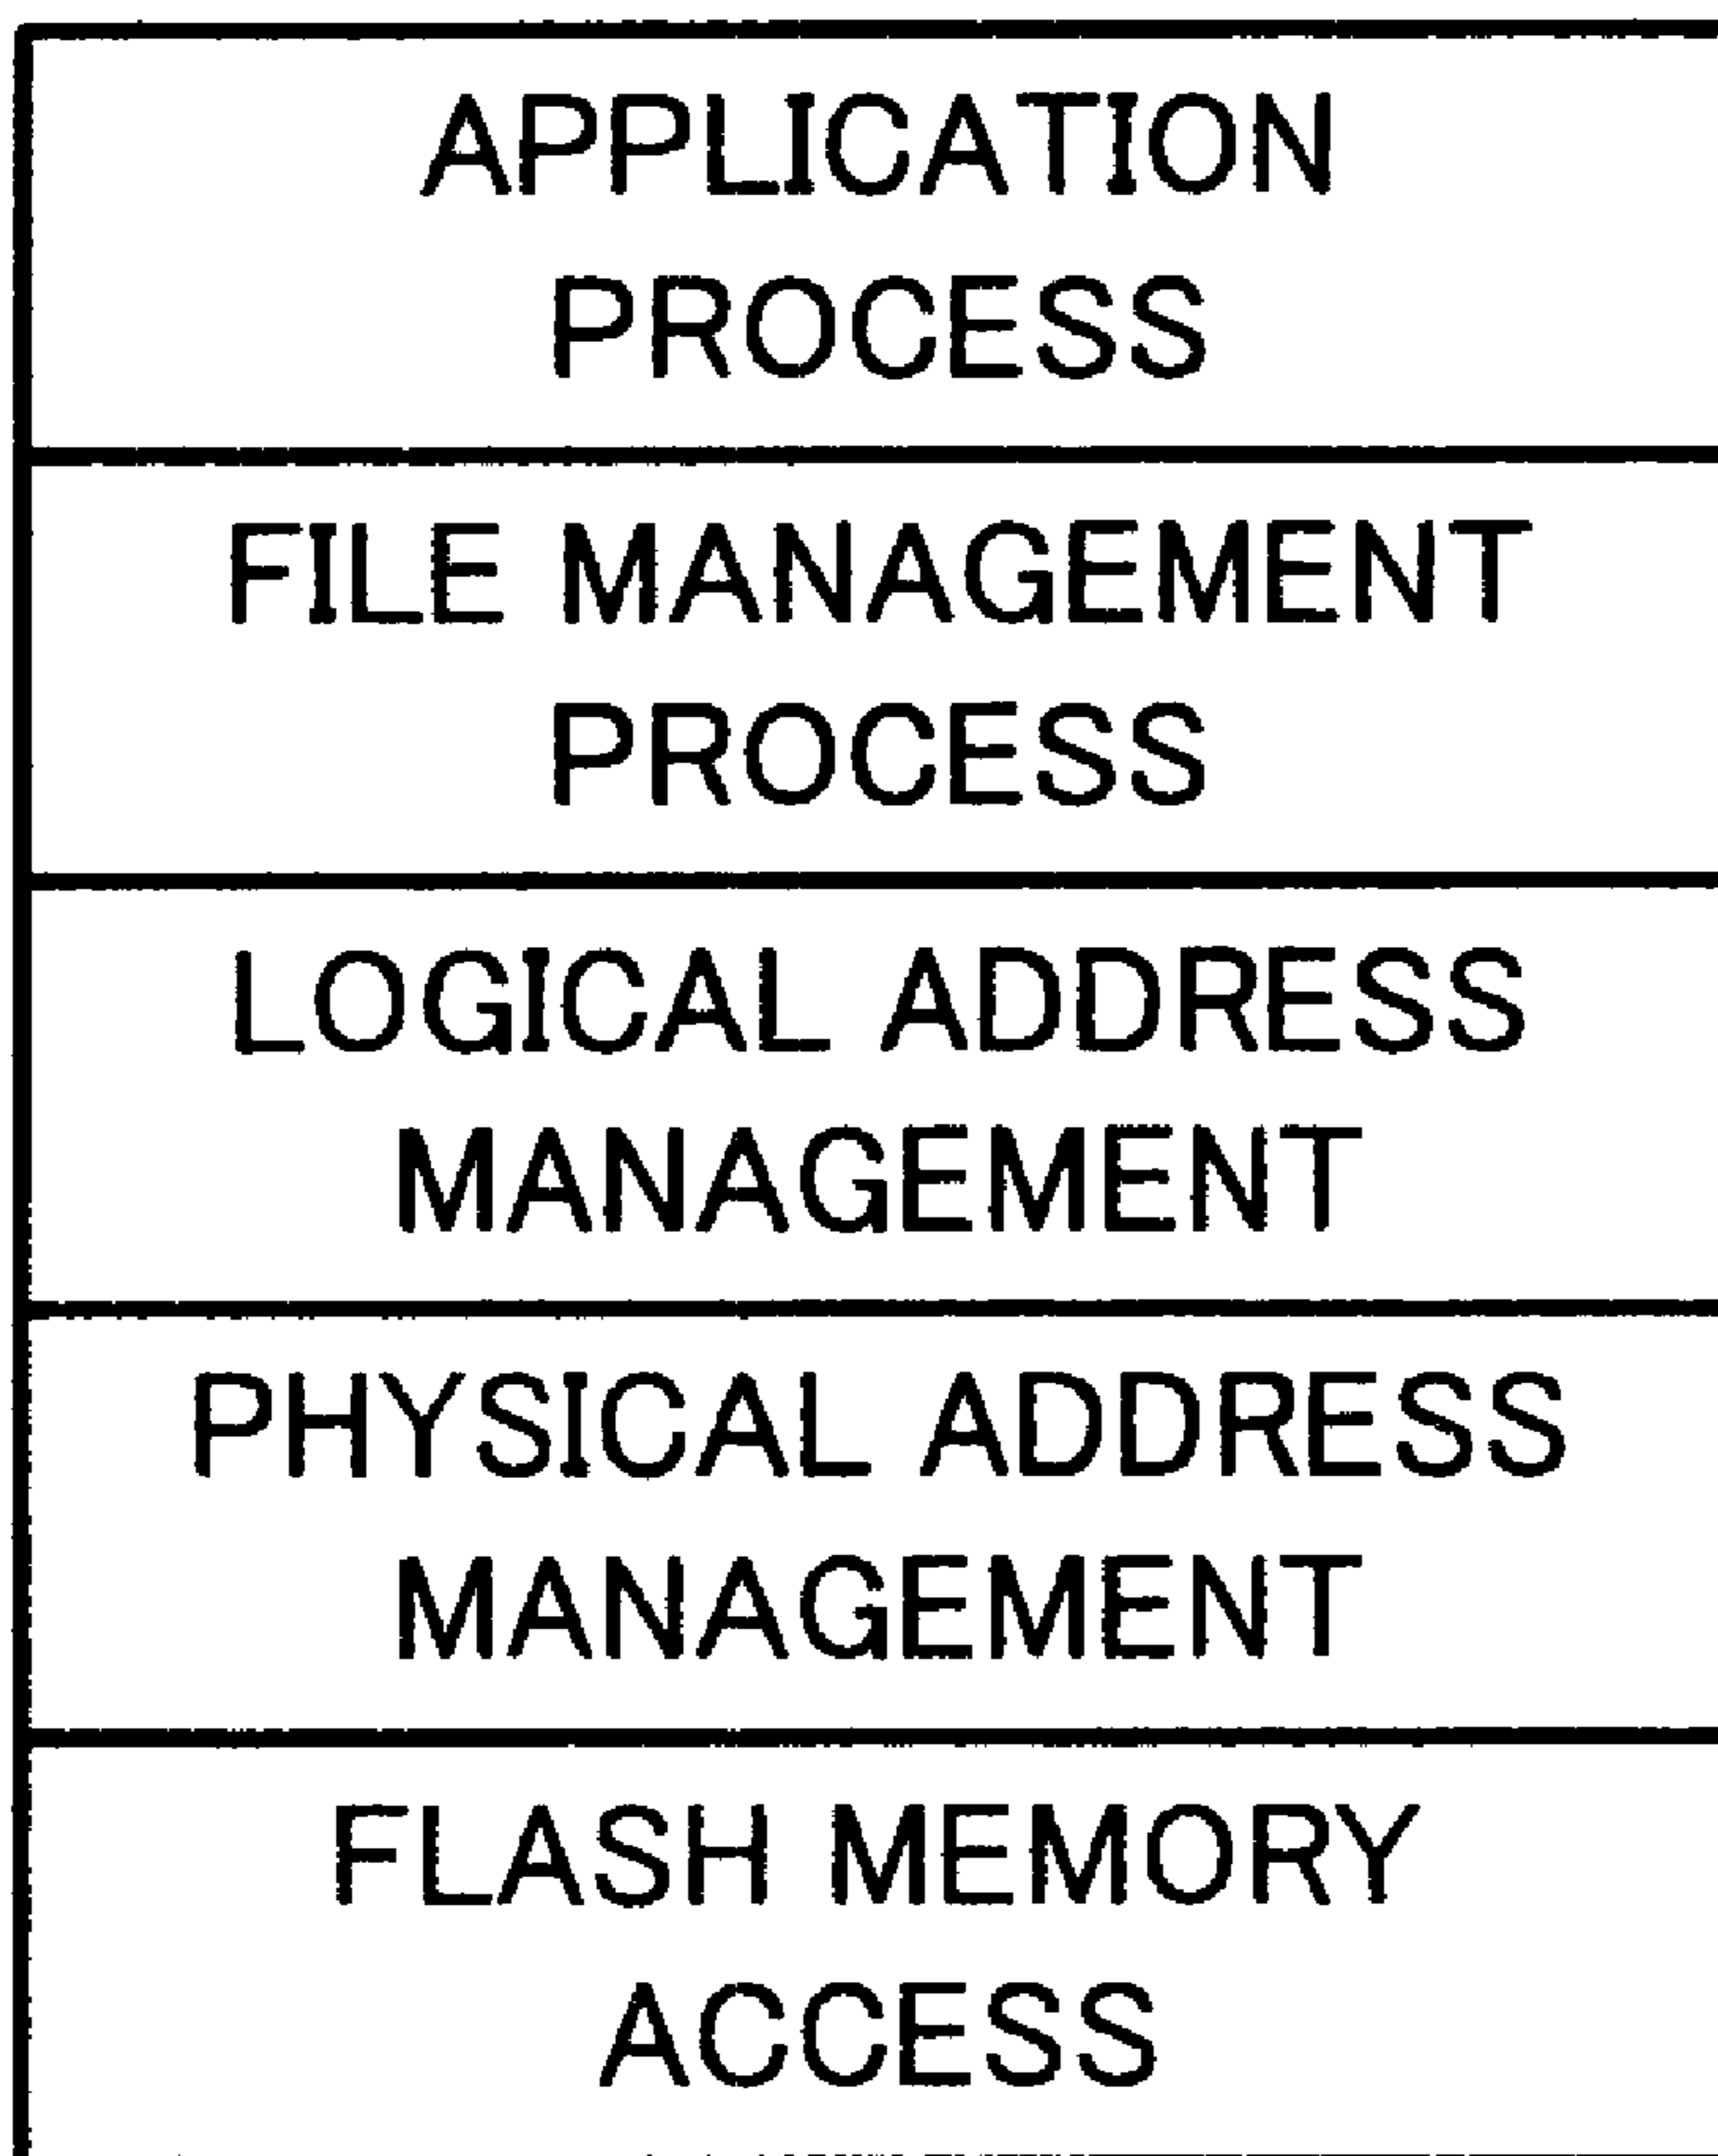 APPLICATION
PROCESS
FILE MANAGEMENT
PROCESS
LOGICAL ADDRESS
MANAGEMENT
PHYSICAL ADDRESS
MANAGEMENT
FLASH MEMORY
ACCESS